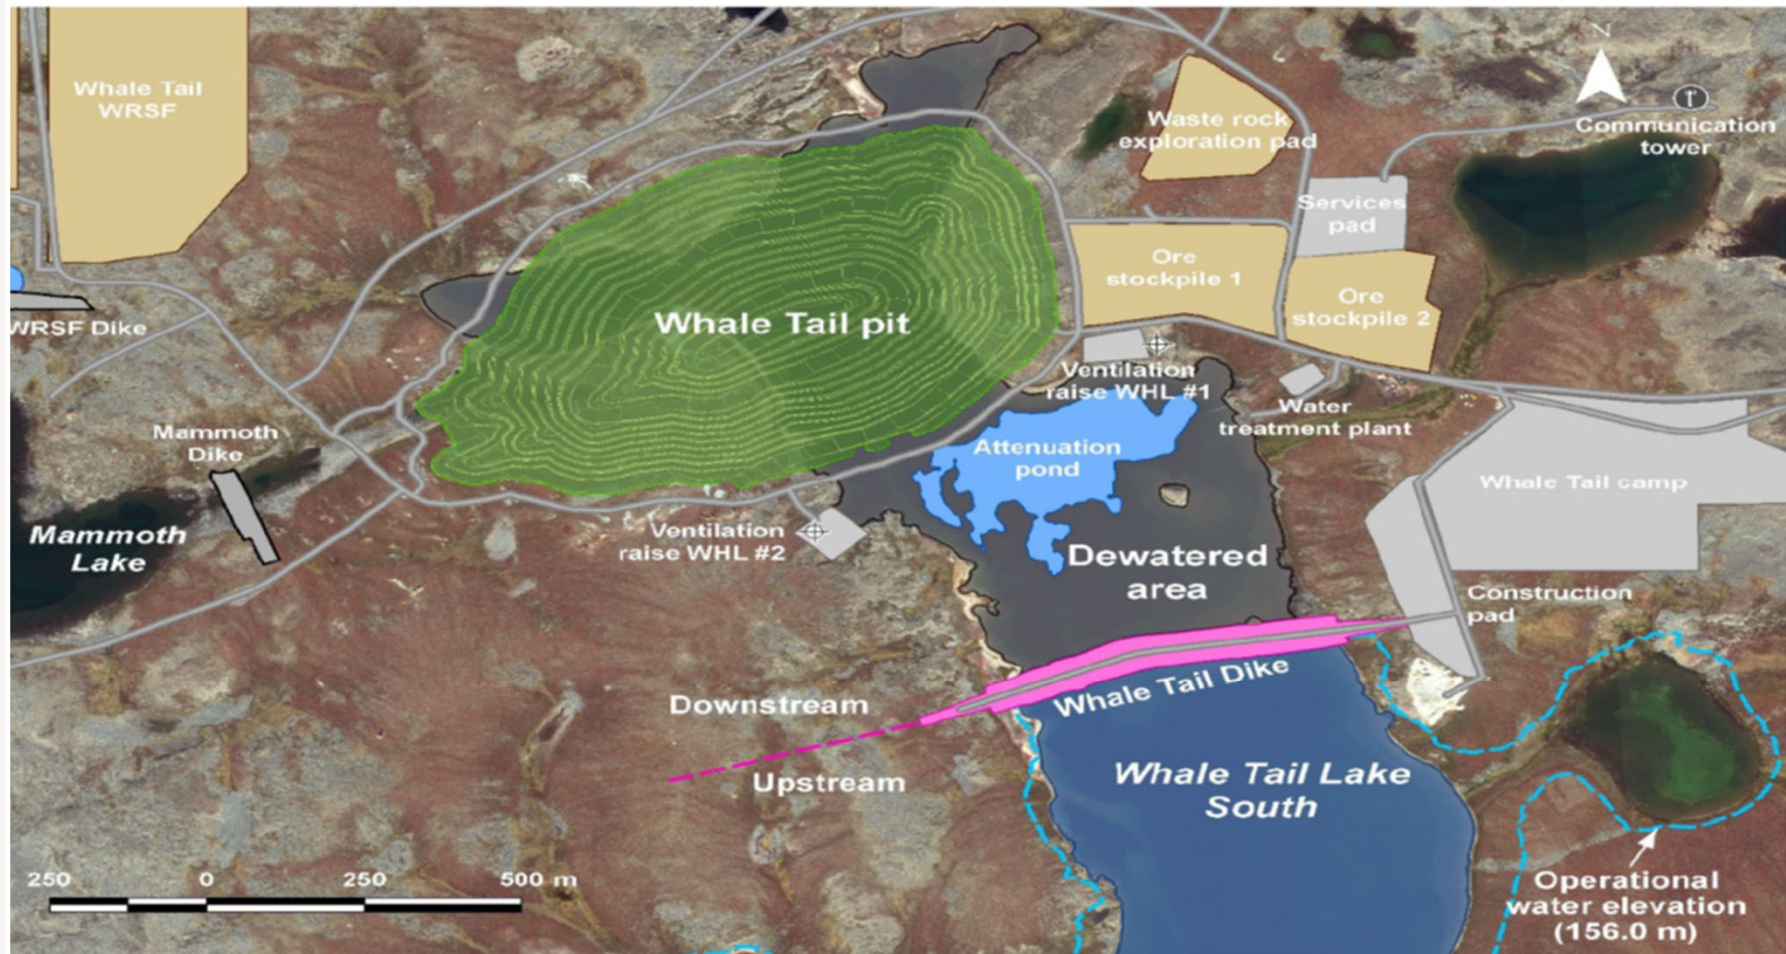 Whale Tail
WRSF
N
Communication
tower
Waste rock
exploration pad
Services
pad
Ore
stockpile 1
Ore
stockpile 2
WRSF Dike
Whale Tail pit
Ventilation
raise WHL #1
Water
treatment plant
Mammoth
Dike
Attenuation
pond
Whale Tail camp
Mammoth
Lake
Ventilation
raise WHL #2
Dewatered
area
Construction
pad
Whale Tail Dike
Downstream
Upstream
Whale Tail Lake
South
250 0 250 500 m
Operational
water elevation
(156.0 m)